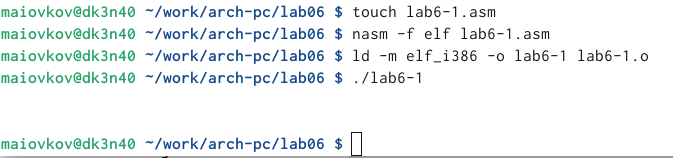 maiovkov@dk3n40 ~/work/arch-pc/lab06 $ touch lab6-1.asm
maiovkov@dk3n40 ~/work/arch-pc/lab06 $ nasm -f elf lab6-1.asm
maiovkov@dk3n40 ~/work/arch-pc/lab06 $ ld -m elf_i386 -o lab6-1 lab6-1.o
maiovkov@dk3n40 ~/work/arch-pc/lab06 $ ./lab6-1
maiovkov@dk3n40 ~/work/arch-pc/lab06 $